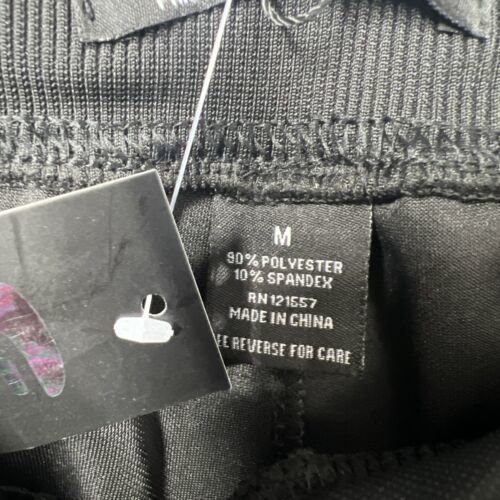 M
90% POLYESTER
10% SPANDEX
RN 121557
MADE IN CHINA
EE REVERSE FOR CARE